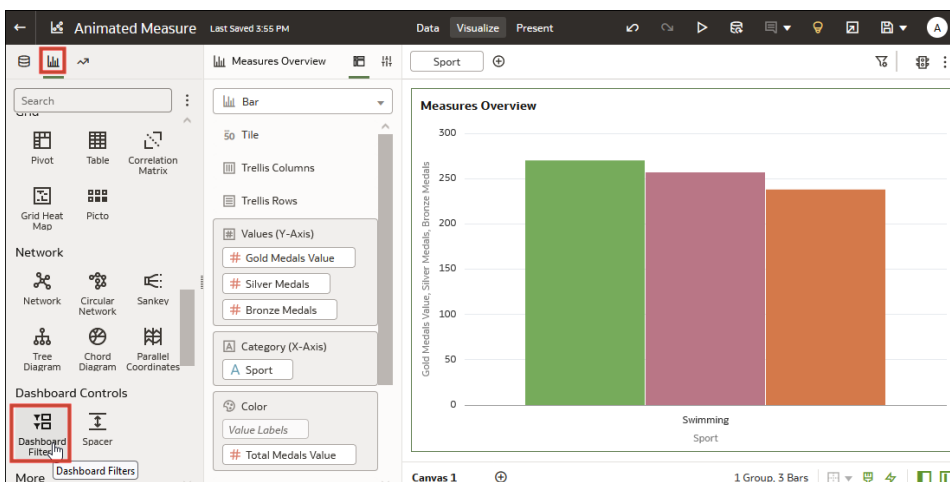 Animated Measure
Last Saved 3:55 PM
Data
Visualize
Present
A
Search
Pivot
Table
Correlation
Matrix
Grid Heat
Map
Picto
Network
Network
Circular
Network
Sankey
Tree
Diagram
Chord
Diagram
Parallel
Coordinates
Dashboard Controls
Dashboard
Spacer
Dashboard Filters
More
Measures Overview
Bar
50 Tile
Trellis Columns
Trellis Rows
# Values (Y-Axis)
# Gold Medals Value
# Silver Medals
# Bronze Medals
A Category (X-Axis)
A Sport
Color
Value Labels
# Total Medals Value
Sport
Measures Overview
300
250
200
150
100
50
0
Gold Medals Value, Silver Medals, Bronze Medals
Swimming
Sport
Canvas 1
1 Group, 3 Bars